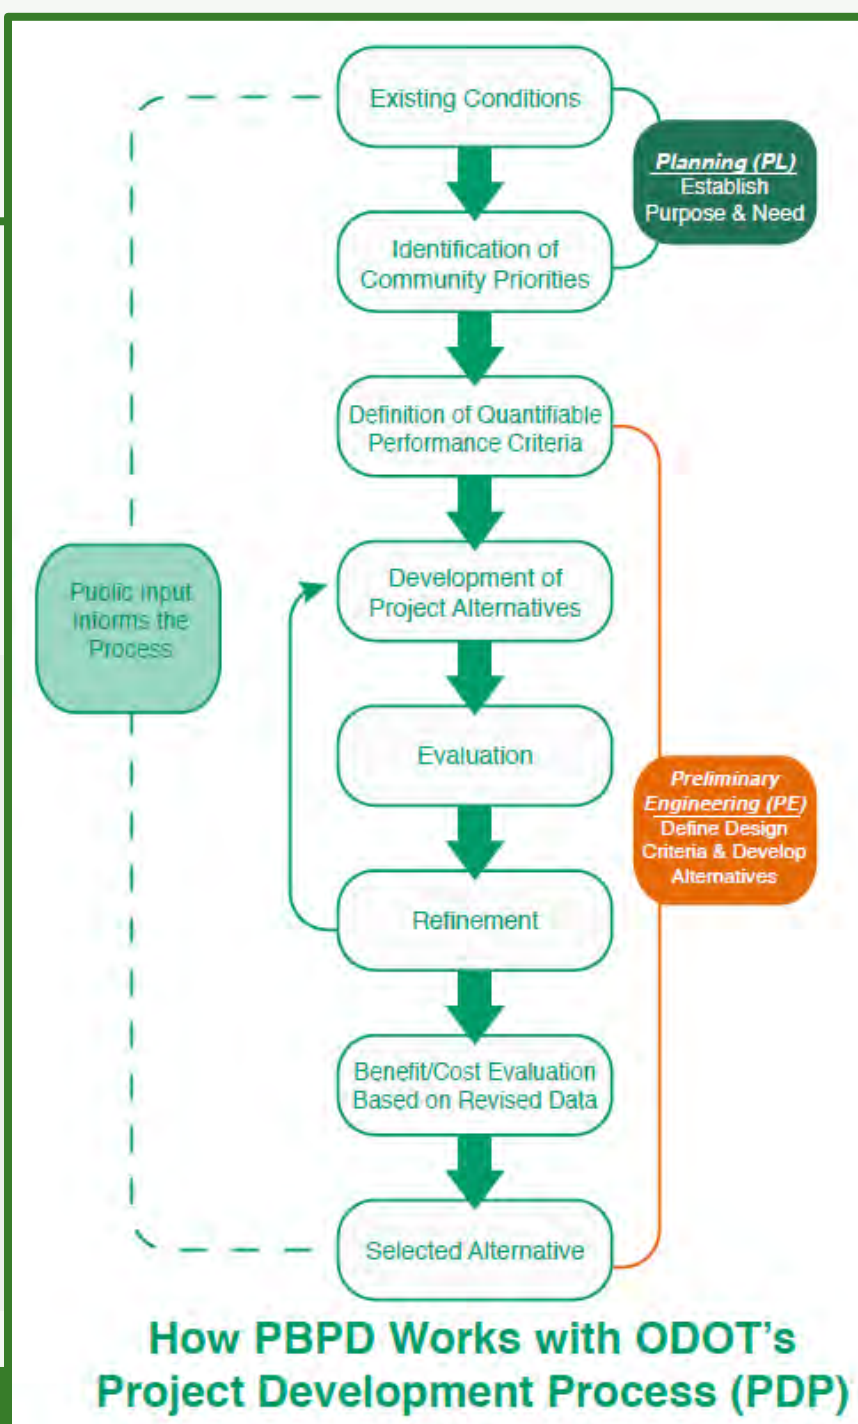 Existing Conditions
Planning (PL)
Establish
Purpose & Need
Identification of
Community Priorities
Definition of Quantifiable
Performance Criteria
Development of
Project Alternatives
Public input
Informs the
Process
Evaluation
Preliminary
Engineering (PE)
Define Design
Criteria & Develop
Alternatives
Refinement
Benefit/Cost Evaluation
Based on Revised Data
Selected Alternative
How PBPD Works with ODOT's
Project Development Process (PDP)